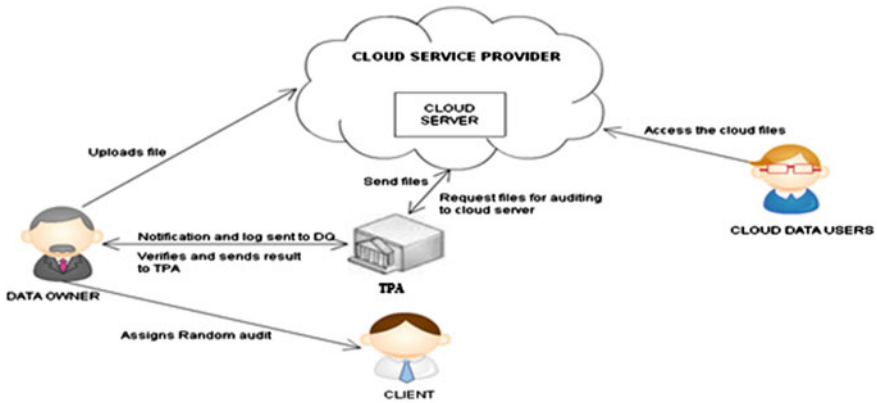 CLOUD SERVICE PROVIDER
CLOUD
SERVER
Uploads file
Access the cloud files
Send files
Request files for auditing
to cloud server
CLOUD DATA USERS
Notification and log sent to DO
Verifies and sends result
to TPA
TPA
DATA OWNER
Assigns Random audit
CLIENT